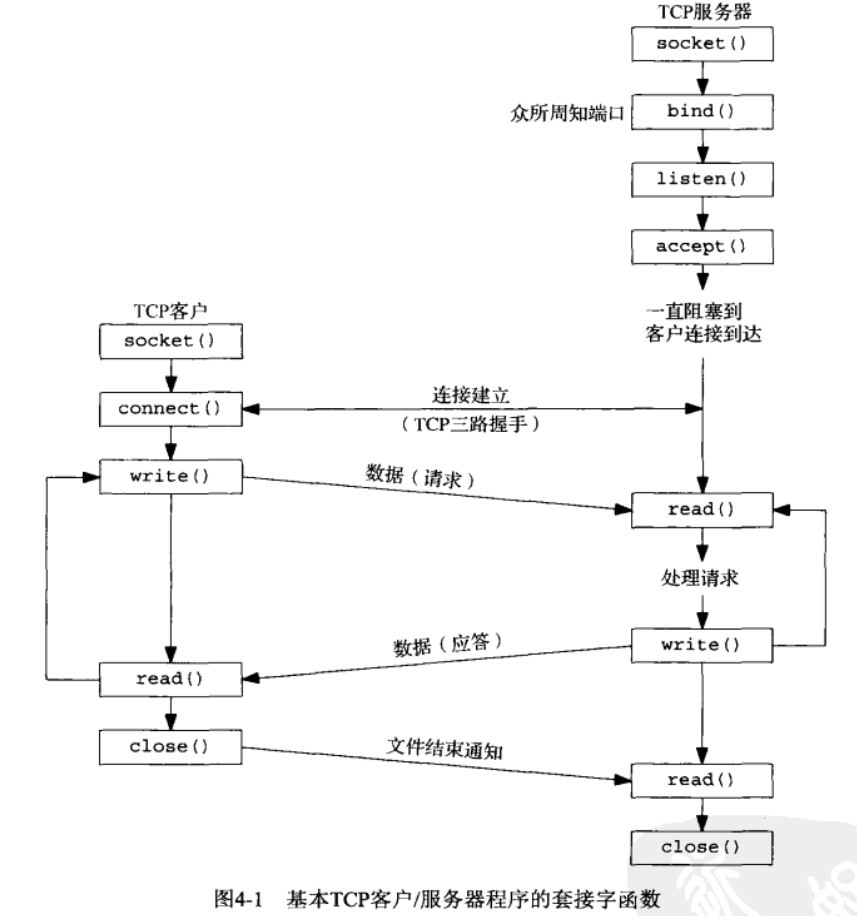 TCP服务器
socket()
众所周知端口
bind()
listen()
accept()
一直阻塞到
客户连接到达
TCP客户
socket()
connect()
连接建立
（TCP三路握手）
write()
数据（请求）
read()
处理请求
write()
数据（应答）
read()
close()
文件结束通知
read()
close()
图4-1 基本TCP客户/服务器程序的套接字函数